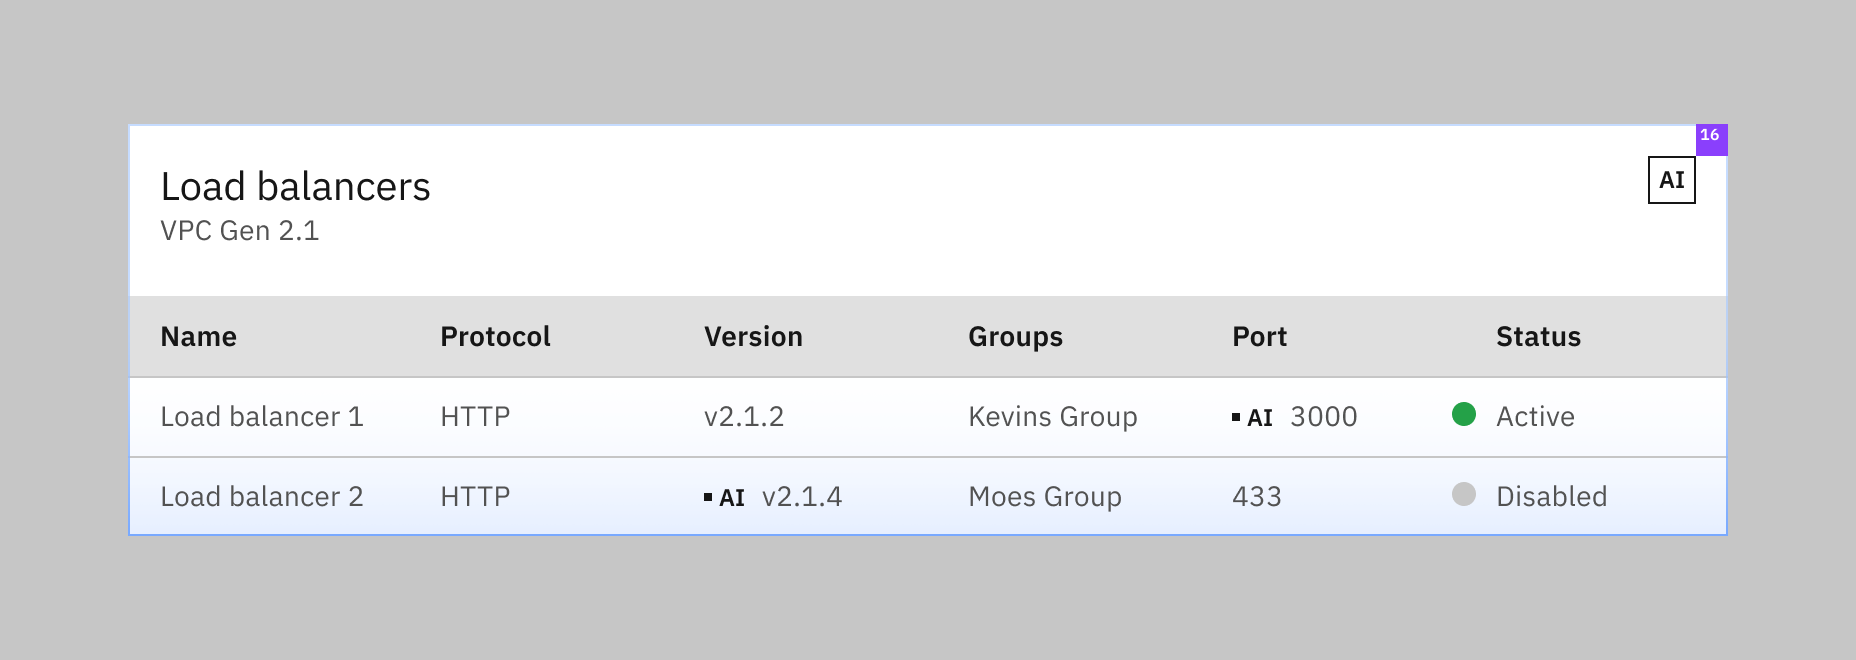 16
Load balancers
AI
VPC Gen 2.1
Name Protocol Version Groups Port Status
Load balancer 1 HTTP v2.1.2 Kevins Group AI 3000 Active
Load balancer 2 HTTP AI v2.1.4 Moes Group 433 Disabled